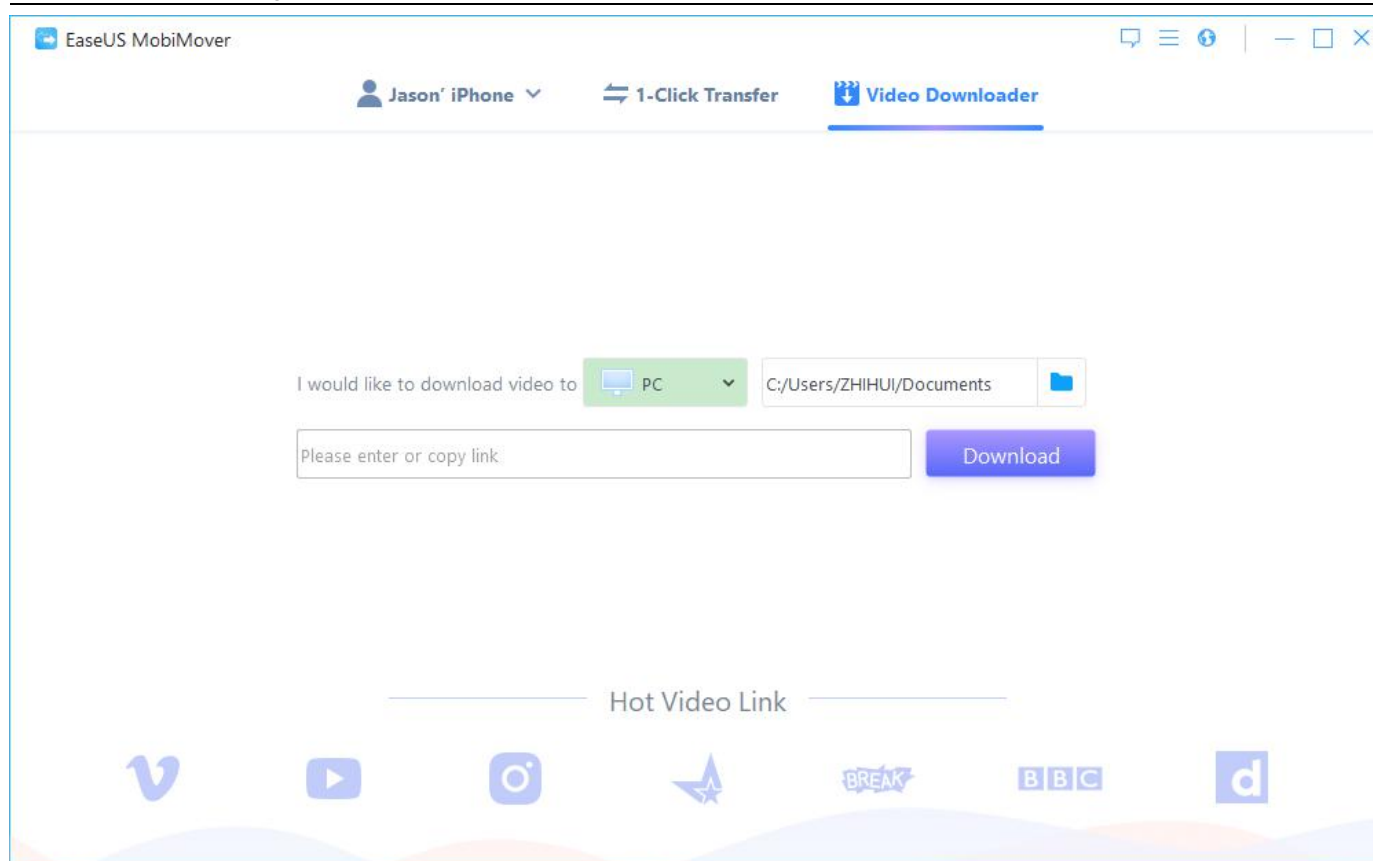 EaseUS MobiMover
Jason' iPhone 1-Click Transfer Video Downloader
I would like to download video to PC C:/Users/ZHIHUI/Documents
Please enter or copy link Download
Hot Video Link
BREAK BBC d